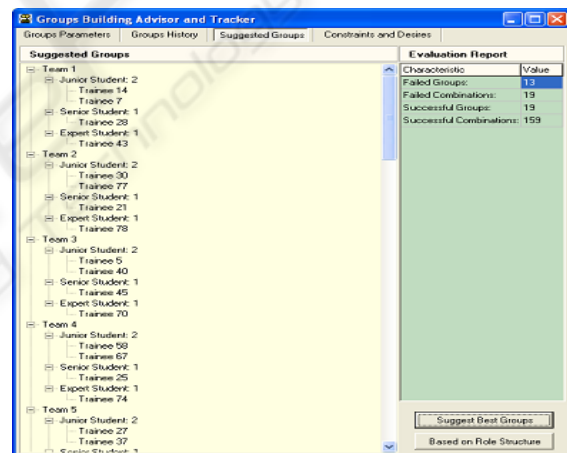 Groups Building Advisor and Tracker
Groups Parameters Groups History Suggested Groups Constraints and Desires
Suggested Groups
Team 1
Junior Student: 2
Trainee 14
Trainee 7
Senior Student: 1
Trainee 28
Expert Student: 1
Trainee 43
Team 2
Junior Student: 2
Trainee 30
Trainee 77
Senior Student: 1
Trainee 21
Expert Student: 1
Trainee 78
Team 3
Junior Student: 2
Trainee 5
Trainee 40
Senior Student: 1
Trainee 45
Expert Student: 1
Trainee 70
Team 4
Junior Student: 2
Trainee 58
Trainee 67
Senior Student: 1
Trainee 25
Expert Student: 1
Trainee 74
Team 5
Junior Student: 2
Trainee 27
Trainee 37
Senior Student: 1
Evaluation Report
Characteristic Value
Failed Groups: 13
Failed Combinations: 19
Successful Groups: 19
Successful Combinations: 159
Suggest Best Groups
Based on Role Structure